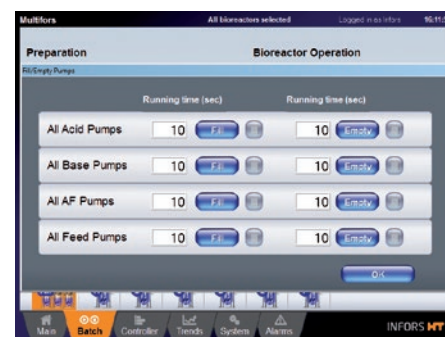 Multifors All bioreactors selected Logged in as Infors 16:11:5
Preparation Bioreactor Operation
Fill/Empty Pumps
Running time (sec) Running time (sec)
All Acid Pumps 10 Fill 10 Empty
All Base Pumps 10 Fill 10 Empty
All AF Pumps 10 Fill 10 Empty
All Feed Pumps 10 Fill 10 Empty
OK
Main Batch Controller Trends System Alarms INFORS HT